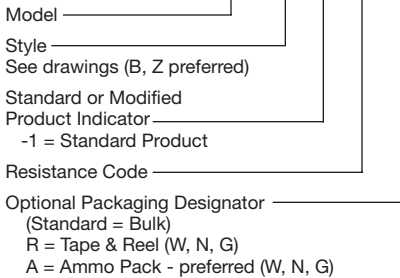 Model
Style
See drawings (B, Z preferred)
Standard or Modified
Product Indicator
-1 = Standard Product
Resistance Code
Optional Packaging Designator
(Standard = Bulk)
R = Tape & Reel (W, N, G)
A = Ammo Pack - preferred (W, N, G)